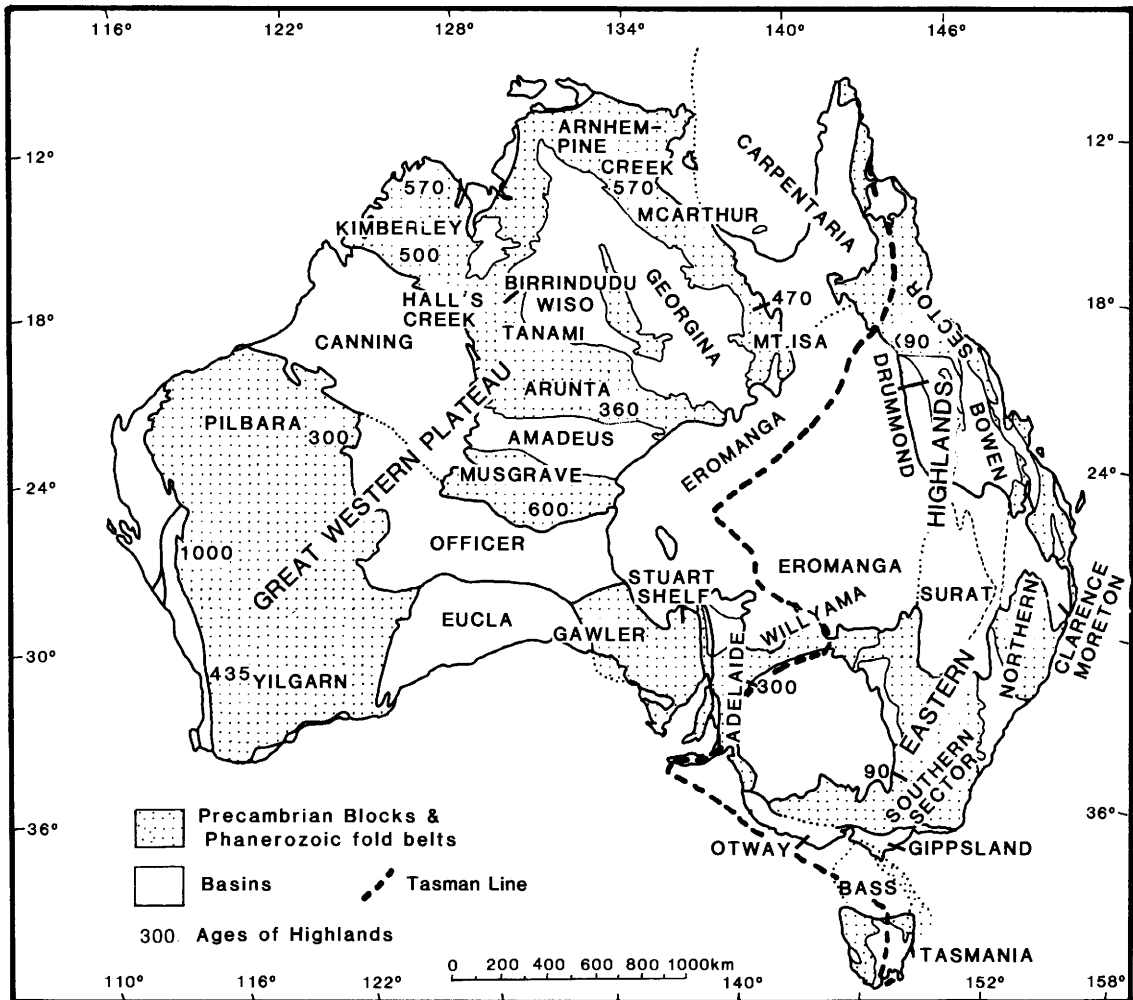 116° 122° 128° 134° 140° 146°
12° 12°
18° 18°
24° 24°
30° 30°
36° 36°
ARNHEM-
PINE
CREEK
570
MCARTHUR
CARPENTARIA
570
KIMBERLEY
500
HALL'S
CREEK
BIRRINDUDU
WISO
TANAMI
GEORGINA
470
MT.ISA
SECTOR
90
CANNING
ARUNTA
360
DRUMMOND
HIGHLANDS
BOWEN
PILBARA
300
GREAT WESTERN PLATEAU
AMADEUS
MUSGRAVE
600
EROMANGA
1000
OFFICER
EROMANGA
STUART
SHELF
SURAT
NORTHERN
CLARENCE
MORETON
EUCLA
GAWLER
WILLYAMA
ADELAIDE
300
435
YILGARN
EASTERN
90
SOUTHERN
SECTOR
OTWAY
GIPPSLAND
BASS
TASMANIA
Precambrian Blocks &
Phanerozoic fold belts
Basins
Tasman Line
300 Ages of Highlands
0 200 400 600 800 1000km
110° 116° 122° 140° 152° 158°